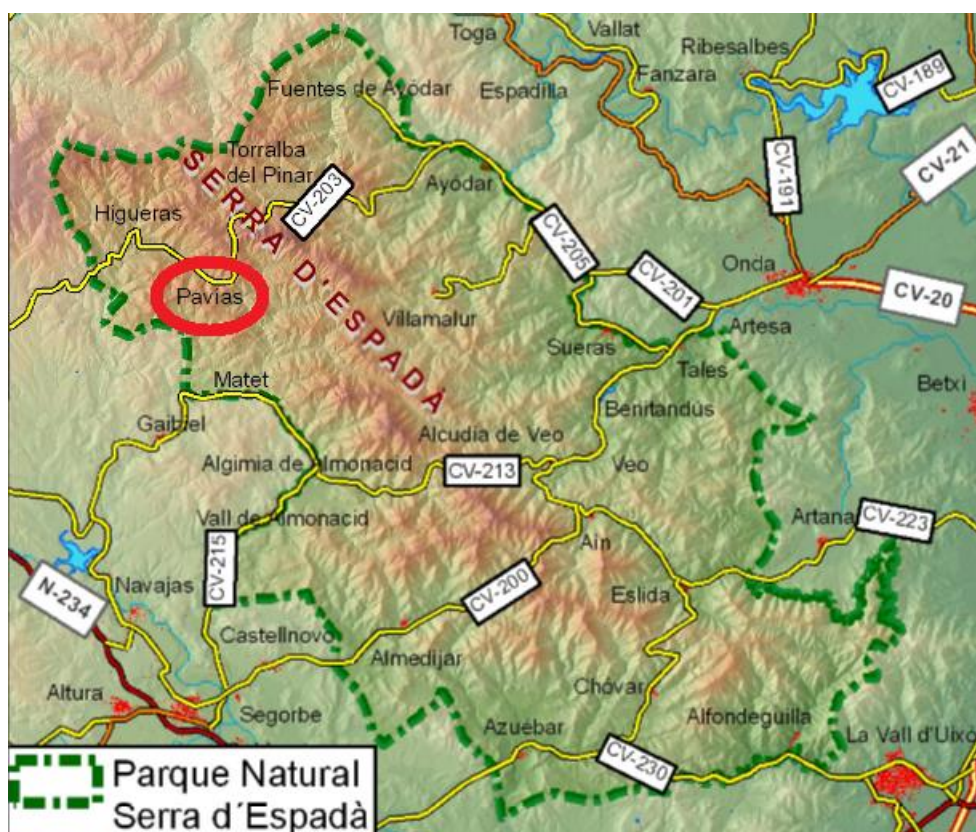 Toga
Vallat
Ribesalbes
Fanzara
CV-189
Fuentes de Ayódar
Espadilla
CV-21
Torralba
del Pinar
CV-191
SERRA D'ESPADÀ
CV-203
Ayódar
Higueras
CV-205
Onda
CV-201
CV-20
Pavías
Villamalur
Artesa
Sueras
Tales
Matet
Betxi
Benitandús
Gaibiel
Alcudia de Veo
Algimia de Almonacid
CV-213
Veo
Vall de Almonacid
Artana
CV-223
Aín
CV-215
N-234
Navajas
CV-200
Eslida
Castellnovo
Almedijar
Altura
Chóvar
Segorbe
Azuébar
Alfondeguilla
La Vall d'Uixó
CV-230
Parque Natural
Serra d´Espadà